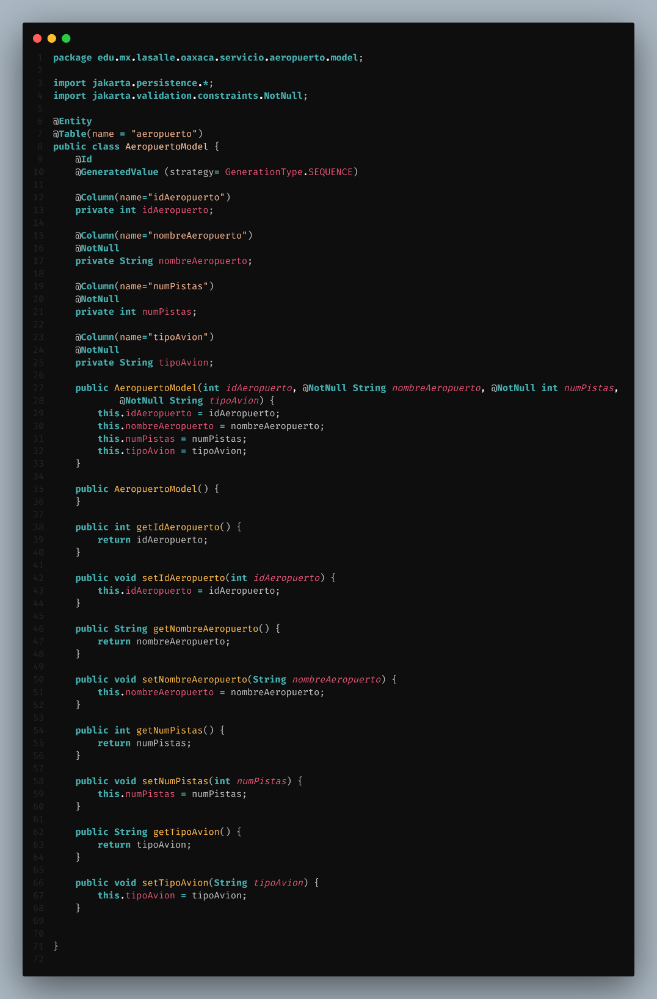 1 package edu.mx.lasalle.oaxaca.servicio.aeropuerto.model;
2
3 import jakarta.persistence.*;
4 import jakarta.validation.constraints.NotNull;
5
6 @Entity
7 @Table(name = "aeropuerto")
8 public class AeropuertoModel {
9     @Id
10     @GeneratedValue (strategy= GenerationType.SEQUENCE)
11
12     @Column(name="idAeropuerto")
13     private int idAeropuerto;
14
15     @Column(name="nombreAeropuerto")
16     @NotNull
17     private String nombreAeropuerto;
18
19     @Column(name="numPistas")
20     @NotNull
21     private int numPistas;
22
23     @Column(name="tipoAvion")
24     @NotNull
25     private String tipoAvion;
26
27     public AeropuertoModel(int idAeropuerto, @NotNull String nombreAeropuerto, @NotNull int numPistas,
28             @NotNull String tipoAvion) {
29         this.idAeropuerto = idAeropuerto;
30         this.nombreAeropuerto = nombreAeropuerto;
31         this.numPistas = numPistas;
32         this.tipoAvion = tipoAvion;
33     }
34
35     public AeropuertoModel() {
36     }
37
38     public int getIdAeropuerto() {
39         return idAeropuerto;
40     }
41
42     public void setIdAeropuerto(int idAeropuerto) {
43         this.idAeropuerto = idAeropuerto;
44     }
45
46     public String getNombreAeropuerto() {
47         return nombreAeropuerto;
48     }
49
50     public void setNombreAeropuerto(String nombreAeropuerto) {
51         this.nombreAeropuerto = nombreAeropuerto;
52     }
53
54     public int getNumPistas() {
55         return numPistas;
56     }
57
58     public void setNumPistas(int numPistas) {
59         this.numPistas = numPistas;
60     }
61
62     public String getTipoAvion() {
63         return tipoAvion;
64     }
65
66     public void setTipoAvion(String tipoAvion) {
67         this.tipoAvion = tipoAvion;
68     }
69
70
71 }
72